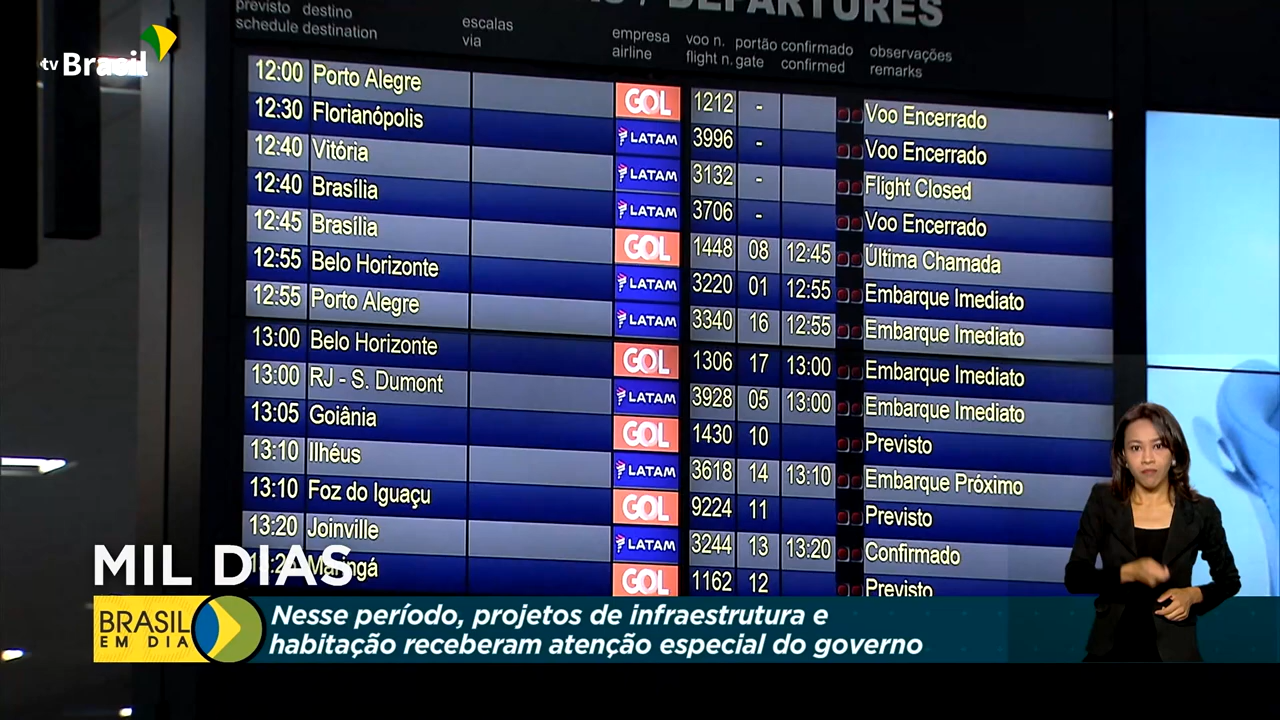 / DEPARTURES
previsto destino escalas empresa voo n. portão confirmado observações
schedule destination via airline flight n. gate confirmed remarks
tv Brasil
12:00 Porto Alegre GOL 1212 - Voo Encerrado
12:30 Florianópolis LATAM 3996 - Voo Encerrado
12:40 Vitória LATAM 3132 - Flight Closed
12:40 Brasília LATAM 3706 - Voo Encerrado
12:45 Brasília GOL 1448 08 12:45 Última Chamada
12:55 Belo Horizonte LATAM 3220 01 12:55 Embarque Imediato
12:55 Porto Alegre LATAM 3340 16 12:55 Embarque Imediato
13:00 Belo Horizonte GOL 1306 17 13:00 Embarque Imediato
13:00 RJ - S. Dumont LATAM 3928 05 13:00 Embarque Imediato
13:05 Goiânia GOL 1430 10 Previsto
13:10 Ilhéus LATAM 3618 14 13:10 Embarque Próximo
13:10 Foz do Iguaçu GOL 9224 11 Previsto
13:20 Joinville LATAM 3244 13 13:20 Confirmado
Maringá GOL 1162 12 Previsto
MIL DIAS
BRASIL
EM DIA
Nesse período, projetos de infraestrutura e
habitação receberam atenção especial do governo